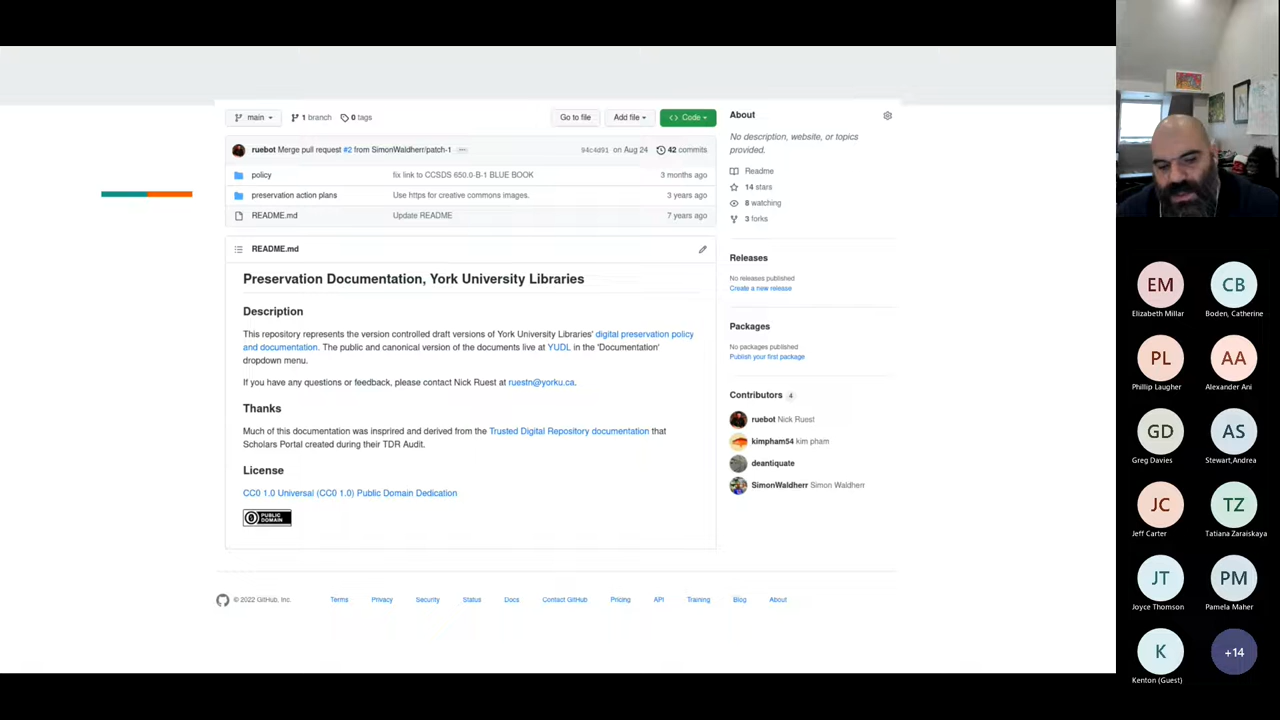 main
1 branch
0 tags
Go to file
Add file
Code
About
ruebot Merge pull request #2 from SimonWaldherr/patch-1
94c4d91 on Aug 24
42 commits
policy
fix link to CCSDS 650.0-B-1 BLUE BOOK
3 months ago
preservation action plans
Use https for creative commons images.
3 years ago
README.md
Update README
7 years ago
No description, website, or topics
provided.
Readme
14 stars
8 watching
3 forks
README.md
Preservation Documentation, York University Libraries
Description
This repository represents the version controlled draft versions of York University Libraries' digital preservation policy
and documentation. The public and canonical version of the documents live at YUDL in the 'Documentation'
dropdown menu.
If you have any questions or feedback, please contact Nick Ruest at ruestn@yorku.ca.
Thanks
Much of this documentation was insprired and derived from the Trusted Digital Repository documentation that
Scholars Portal created during their TDR Audit.
License
CC0 1.0 Universal (CC0 1.0) Public Domain Dedication
PUBLIC
DOMAIN
Releases
No releases published
Create a new release
Packages
No packages published
Publish your first package
Contributors 4
ruebot Nick Ruest
kimpham54 kim pham
deantiquate
SimonWaldherr Simon Waldherr
© 2022 GitHub, Inc.
Terms
Privacy
Security
Status
Docs
Contact GitHub
Pricing
API
Training
Blog
About
EM
Elizabeth Millar
CB
Boden, Catherine
PL
Phillip Laugher
AA
Alexander Ani
GD
Greg Davies
AS
Stewart,Andrea
JC
Jeff Carter
TZ
Tatiana Zaraiskaya
JT
Joyce Thomson
PM
Pamela Maher
K
Kenton (Guest)
+14